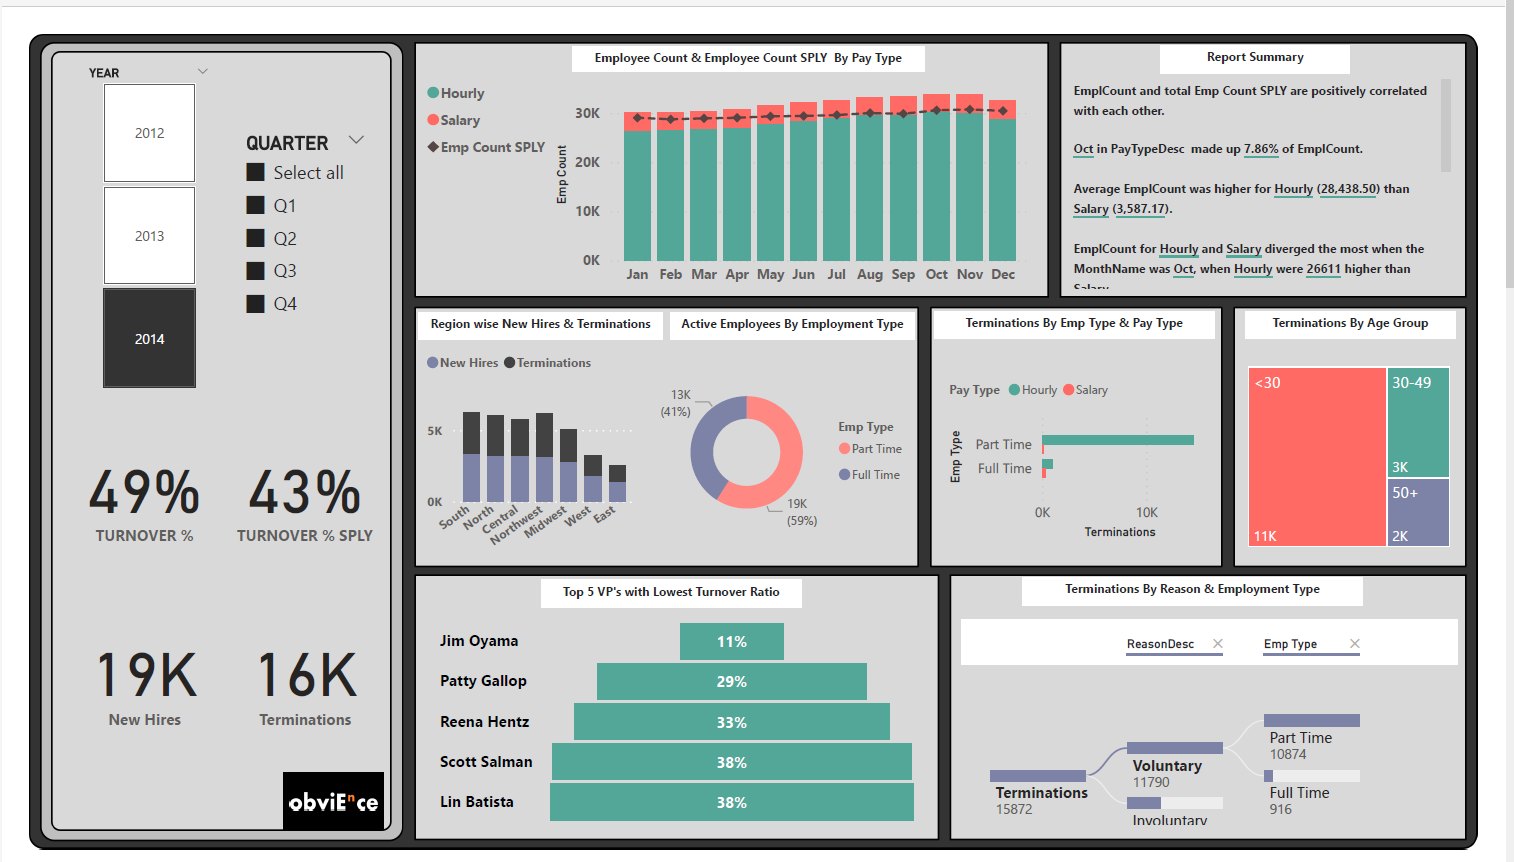 YEAR
2012
2013
2014
QUARTER
Select all
Q1
Q2
Q3
Q4
49%
TURNOVER %
43%
TURNOVER % SPLY
19K
New Hires
16K
Terminations
obviEnce
Employee Count & Employee Count SPLY By Pay Type
Hourly
Salary
Emp Count SPLY
Emp Count
30K
20K
10K
0K
Jan Feb Mar Apr May Jun Jul Aug Sep Oct Nov Dec
Report Summary
EmplCount and total Emp Count SPLY are positively correlated
with each other.
Oct in PayTypeDesc made up 7.86% of EmplCount.
Average EmplCount was higher for Hourly (28,438.50) than
Salary (3,587.17).
EmplCount for Hourly and Salary diverged the most when the
MonthName was Oct, when Hourly were 26611 higher than
Salary.
Region wise New Hires & Terminations
New Hires Terminations
5K
0K
South North Central Northwest Midwest West East
Active Employees By Employment Type
13K
(41%)
19K
(59%)
Emp Type
Part Time
Full Time
Terminations By Emp Type & Pay Type
Pay Type Hourly Salary
Emp Type
Part Time
Full Time
0K 10K
Terminations
Terminations By Age Group
<30
11K
30-49
3K
50+
2K
Top 5 VP's with Lowest Turnover Ratio
Jim Oyama 11%
Patty Gallop 29%
Reena Hentz 33%
Scott Salman 38%
Lin Batista 38%
Terminations By Reason & Employment Type
ReasonDesc Emp Type
Terminations
15872
Voluntary
11790
Involuntary
Part Time
10874
Full Time
916